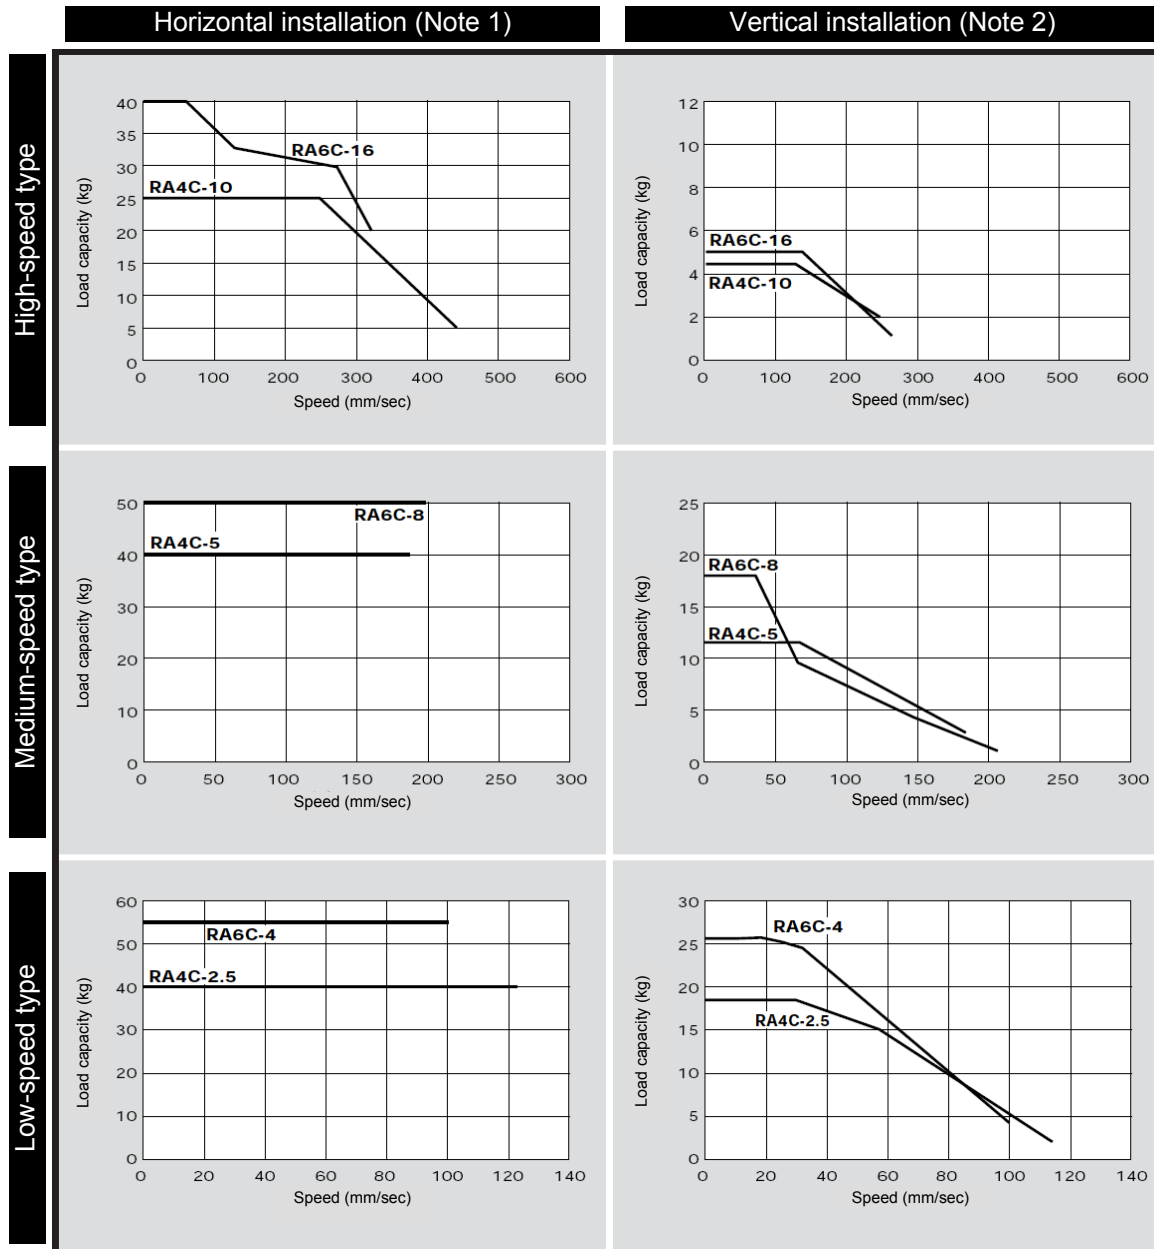 Horizontal installation (Note 1)
Vertical installation (Note 2)
High-speed type
Load capacity (kg)
40
35
30
25
20
15
10
5
0
RA6C-16
RA4C-10
0 100 200 300 400 500 600
Speed (mm/sec)
Load capacity (kg)
12
10
8
6
4
2
0
RA6C-16
RA4C-10
0 100 200 300 400 500 600
Speed (mm/sec)
Medium-speed type
Load capacity (kg)
50
40
30
20
10
0
RA6C-8
RA4C-5
0 50 100 150 200 250 300
Speed (mm/sec)
Load capacity (kg)
25
20
15
10
5
0
RA6C-8
RA4C-5
0 50 100 150 200 250 300
Speed (mm/sec)
Low-speed type
Load capacity (kg)
60
50
40
30
20
10
0
RA6C-4
RA4C-2.5
0 20 40 60 80 100 120 140
Speed (mm/sec)
Load capacity (kg)
30
25
20
15
10
5
0
RA6C-4
RA4C-2.5
0 20 40 60 80 100 120 140
Speed (mm/sec)